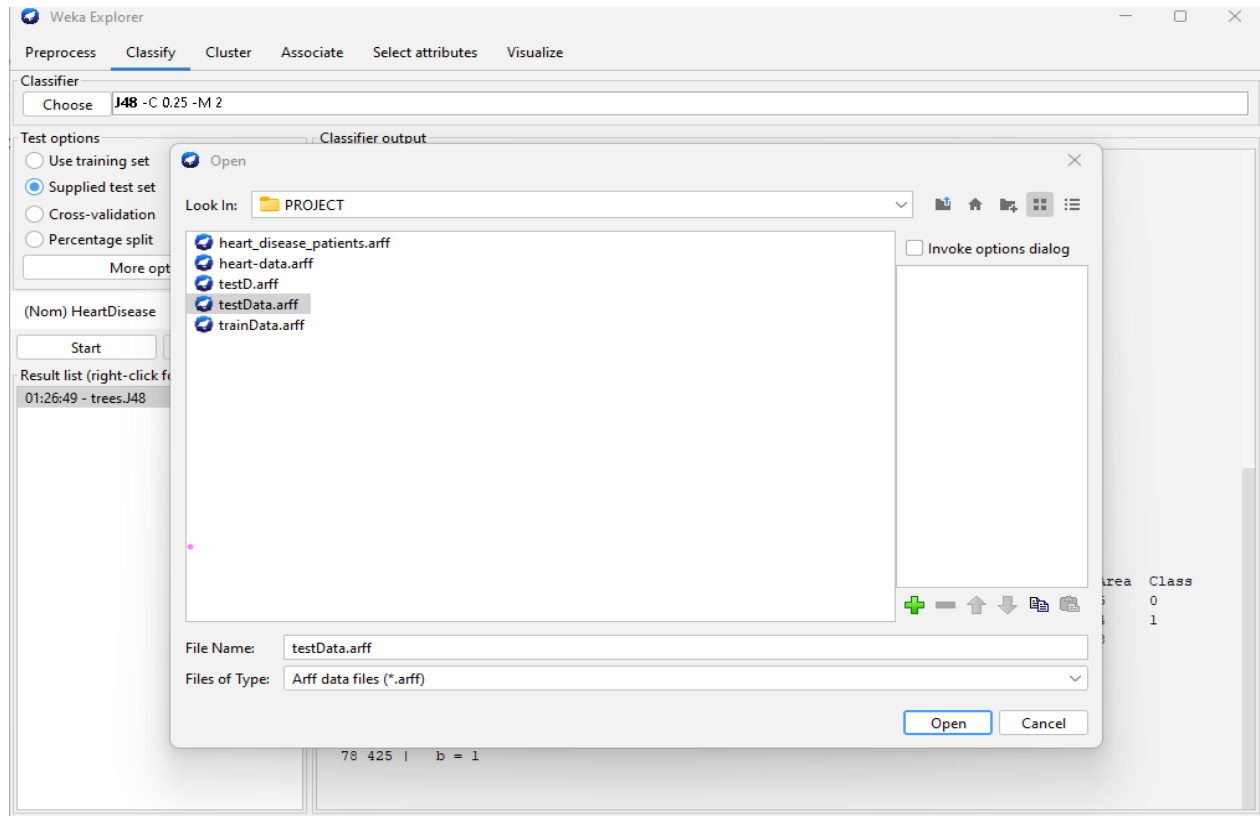 Weka Explorer
Preprocess Classify Cluster Associate Select attributes Visualize
Classifier
Choose J48 -C 0.25 -M 2
Test options
Classifier output
Use training set
Supplied test set
Cross-validation
Percentage split
More opt
(Nom) HeartDisease
Start
Result list (right-click fo
01:26:49 - trees.J48
Open
Look In: PROJECT
heart_disease_patients.arff
heart-data.arff
testD.arff
testData.arff
trainData.arff
Invoke options dialog
File Name: testData.arff
Files of Type: Arff data files (*.arff)
Open Cancel
Area Class
0
1
78 425 | b = 1